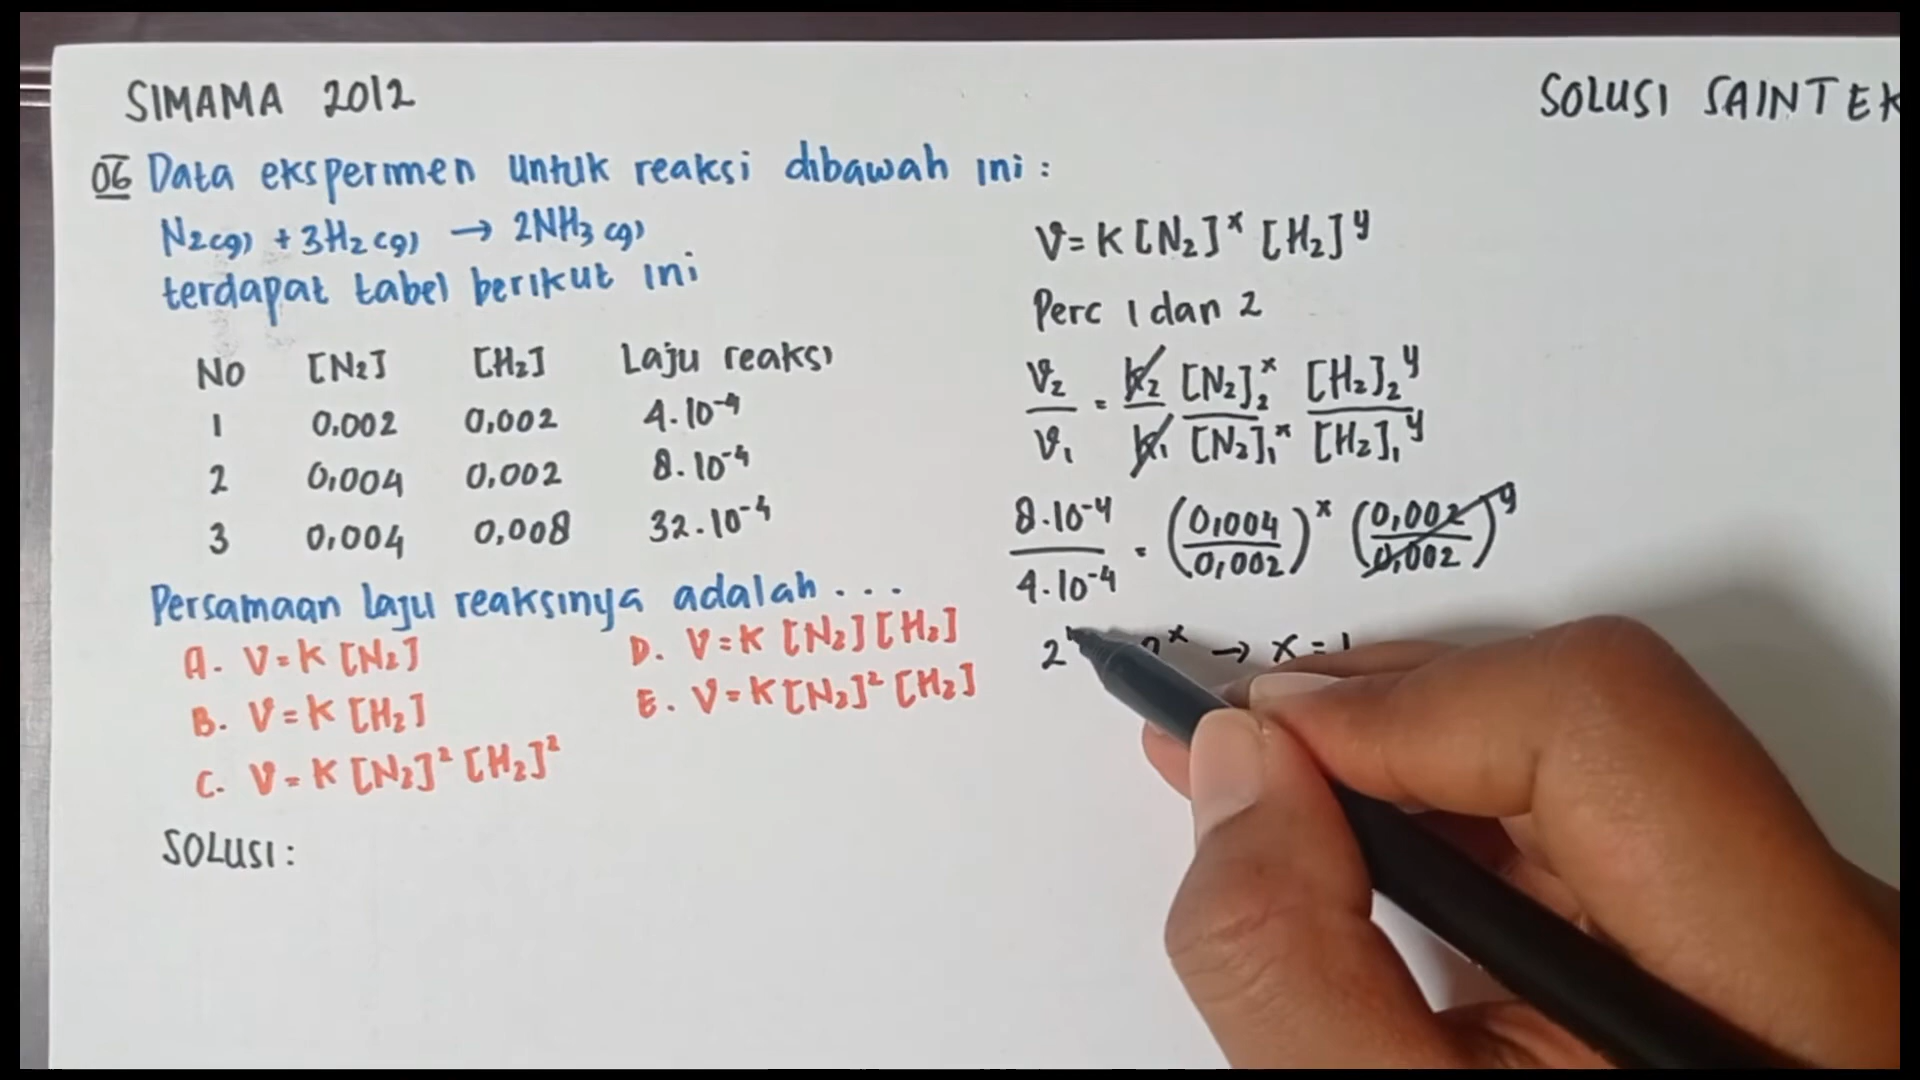 SIMAMA 2012
SOLUSI SAINTEK
06 Data eksperimen untuk reaksi dibawah ini :
N₂(g) + 3H₂(g) → 2NH₃(g)
terdapat tabel berikut ini
No [N₂] [H₂] Laju reaksi
1 0.002 0,002 4.10⁻⁴
2 0,004 0,002 8.10⁻⁴
3 0,004 0,008 32.10⁻⁴
Persamaan laju reaksinya adalah . . .
A. V = K [N₂]
B. V = K [H₂]
C. V = K [N₂]² [H₂]²
D. V = K [N₂] [H₂]
E. V = K [N₂]² [H₂]
SOLUSI :
V = K [N₂]ˣ [H₂]ʸ
Perc 1 dan 2
V₂/V₁ = K₂/K₁ [N₂]₂ˣ/[N₂]₁ˣ [H₂]₂ʸ/[H₂]₁ʸ
8.10⁻⁴/4.10⁻⁴ = (0,004/0,002)ˣ (0,002/0,002)ʸ
2 ˣ → x = 1